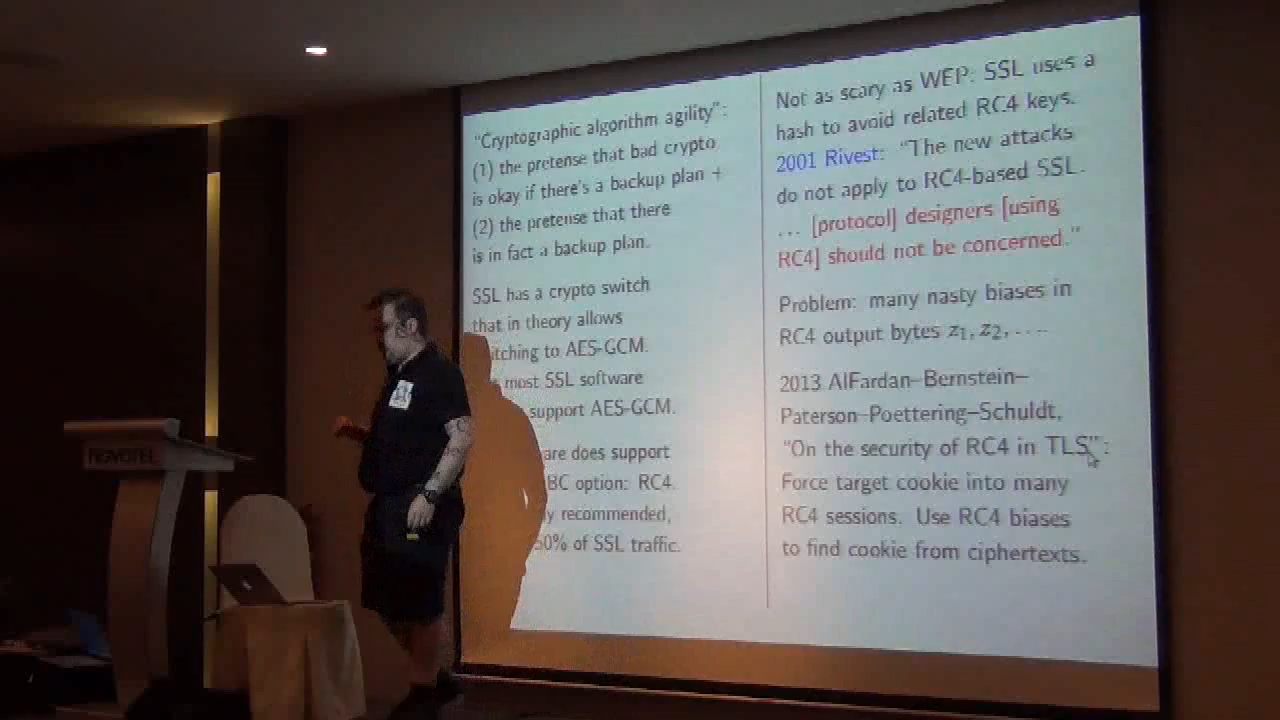 NOVOTEL
"Cryptographic algorithm agility":
(1) the pretense that bad crypto
is okay if there's a backup plan +
(2) the pretense that there
is in fact a backup plan.
SSL has a crypto switch
that in theory allows
itching to AES-GCM.
most SSL software
support AES-GCM.
are does support
BC option: RC4.
y recommended,
50% of SSL traffic.
Not as scary as WEP: SSL uses a
hash to avoid related RC4 keys.
2001 Rivest: "The new attacks
do not apply to RC4-based SSL.
... [protocol] designers [using
RC4] should not be concerned."
Problem: many nasty biases in
RC4 output bytes z₁, z₂, . . . .
2013 AlFardan–Bernstein–
Paterson–Poettering–Schuldt,
"On the security of RC4 in TLS":
Force target cookie into many
RC4 sessions. Use RC4 biases
to find cookie from ciphertexts.